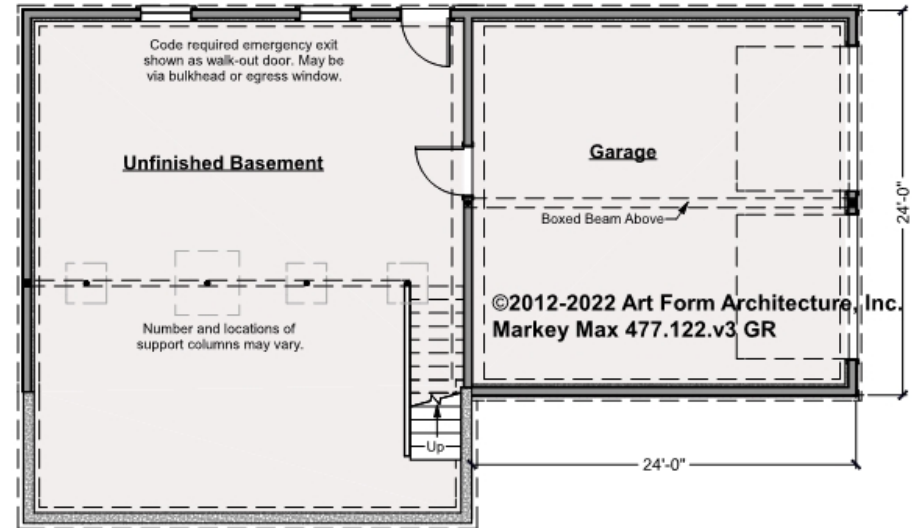 Code required emergency exit
shown as walk-out door. May be
via bulkhead or egress window.
Unfinished Basement
Garage
Boxed Beam Above
24'-0"
©2012-2022 Art Form Architecture, Inc.
Markey Max 477.122.v3 GR
Number and locations of
support columns may vary.
Up
24'-0"